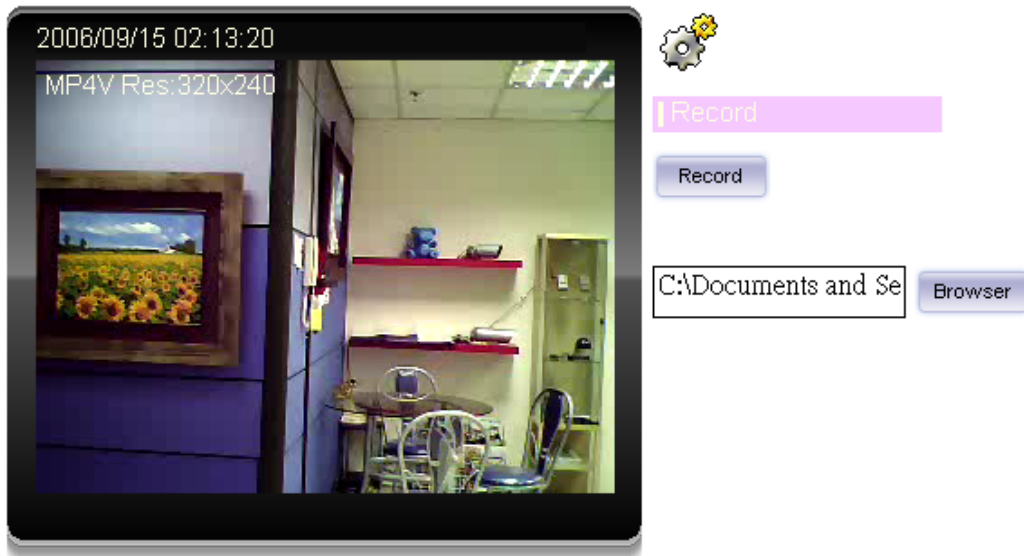 2006/09/15 02:13:20
MP4V Res:320x240
Record
Record
C:\Documents and Se
Browser